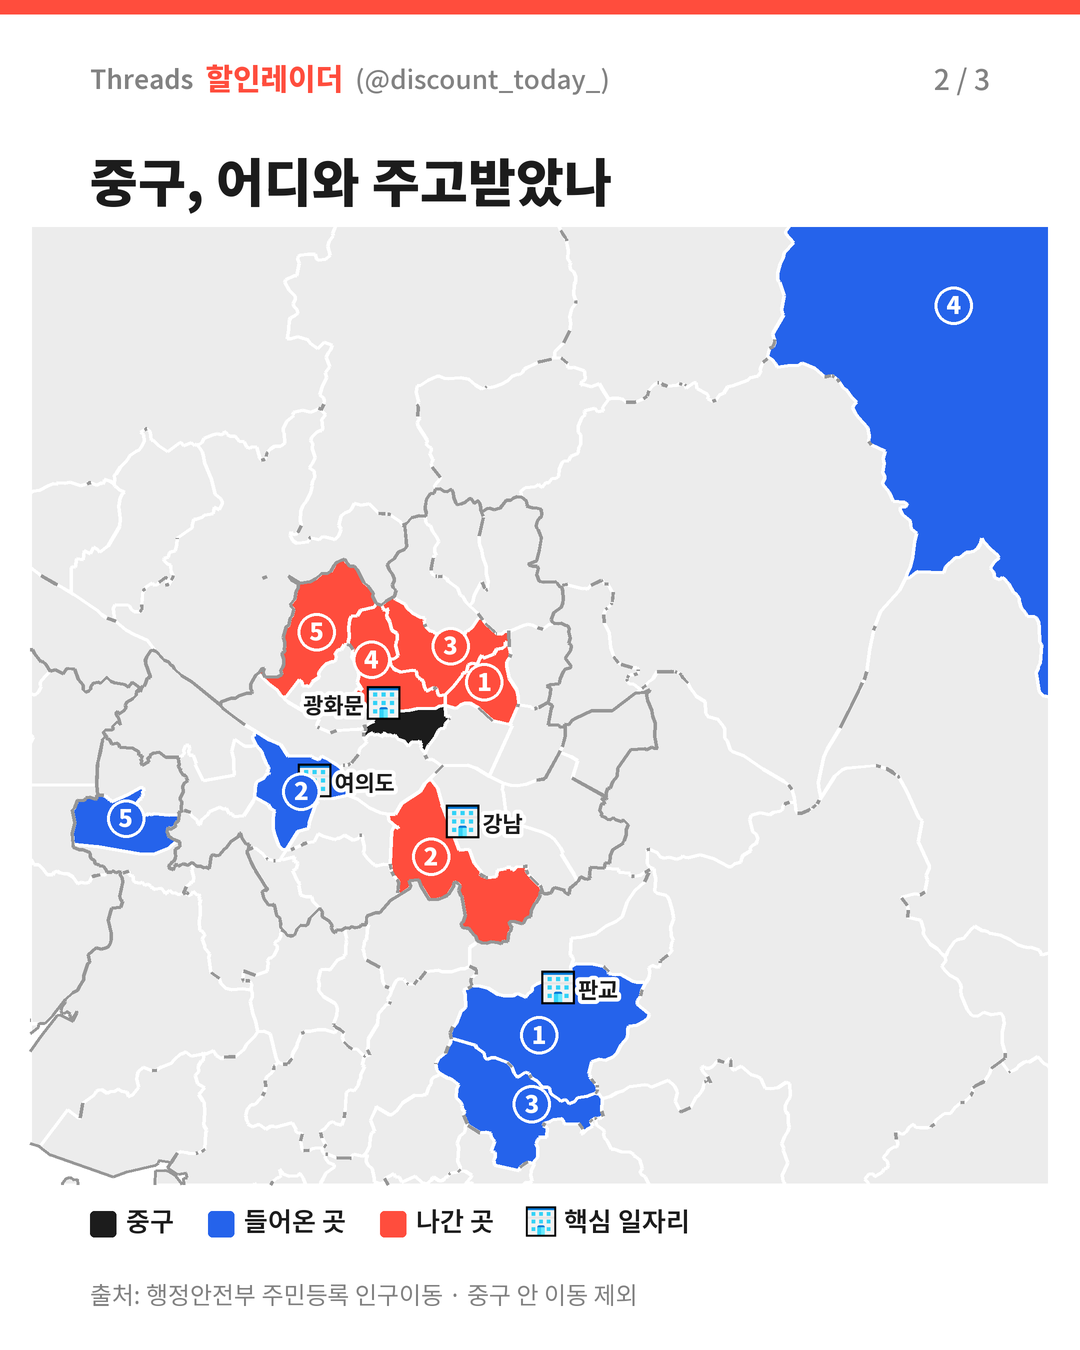 Threads 할인레이더 (@discount_today_) 2 / 3
중구, 어디와 주고받았나
4
5
3
4
1
광화문
2 여의도
5
강남
2
판교
1
3
중구 들어온 곳 나간 곳 핵심 일자리
출처: 행정안전부 주민등록 인구이동 · 중구 안 이동 제외